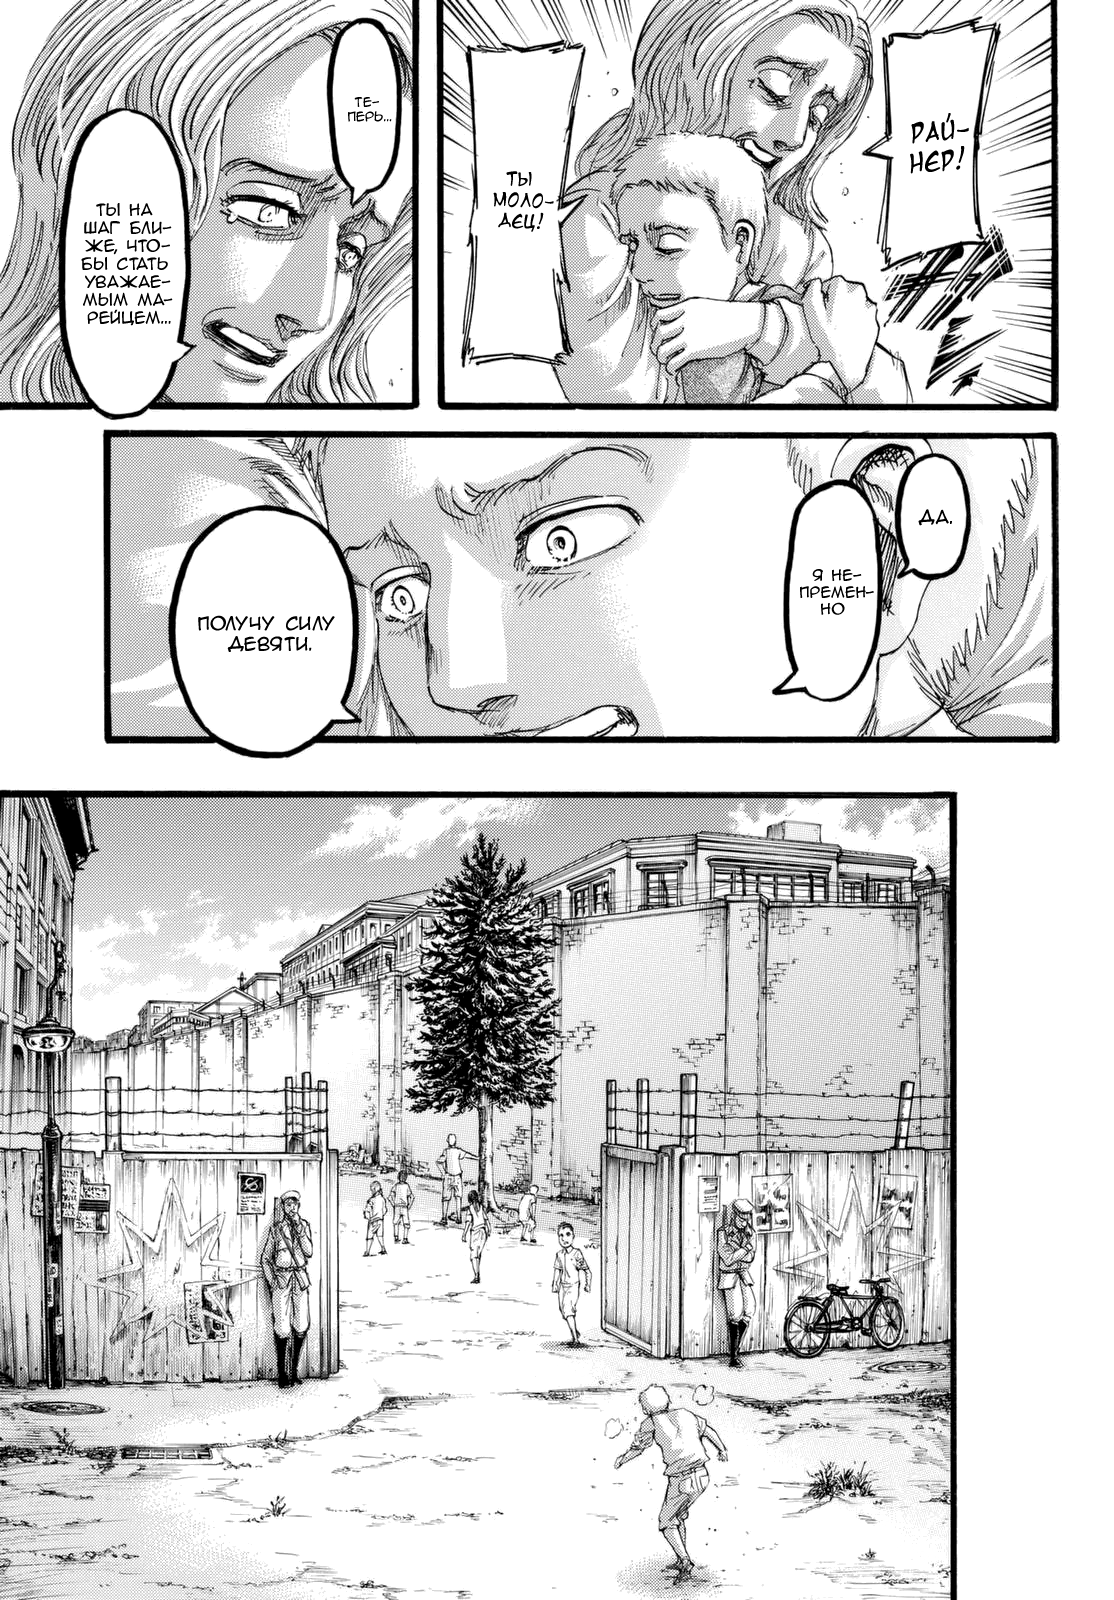 РАЙ-
НЕР!
ТЫ
МОЛО-
ДЕЦ!
ТЕ-
ПЕРЬ...
ТЫ НА
ШАГ БЛИ-
ЖЕ, ЧТО-
БЫ СТАТЬ
УВАЖАЕ-
МЫМ МА-
РЕЙЦЕМ...
ДА.
Я НЕ-
ПРЕМЕН-
НО
ПОЛУЧУ СИЛУ
ДЕВЯТИ.